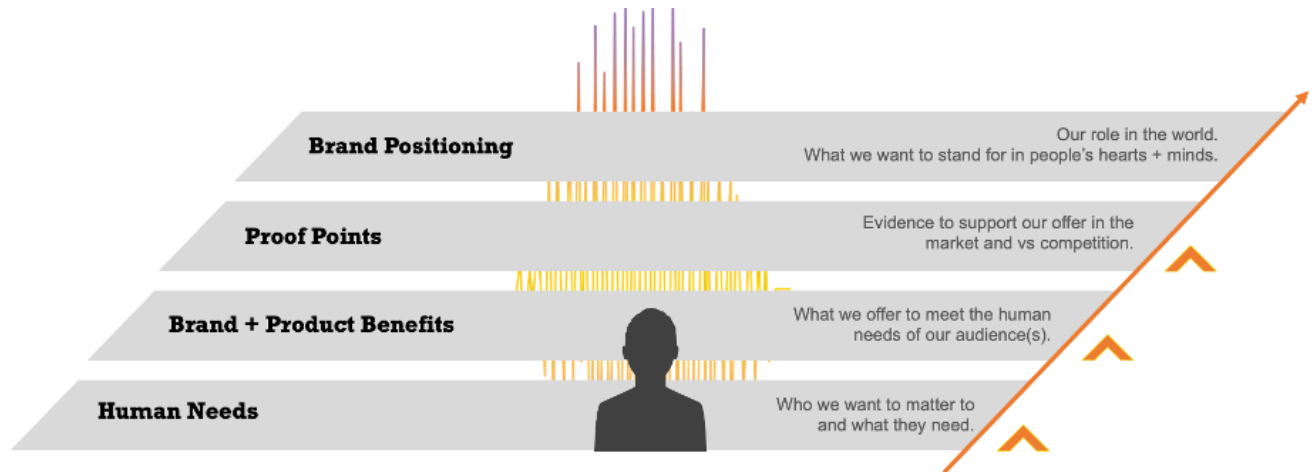 Brand Positioning
Our role in the world.
What we want to stand for in people's hearts + minds.
Proof Points
Evidence to support our offer in the
market and vs competition.
Brand + Product Benefits
What we offer to meet the human
needs of our audience(s).
Human Needs
Who we want to matter to
and what they need.